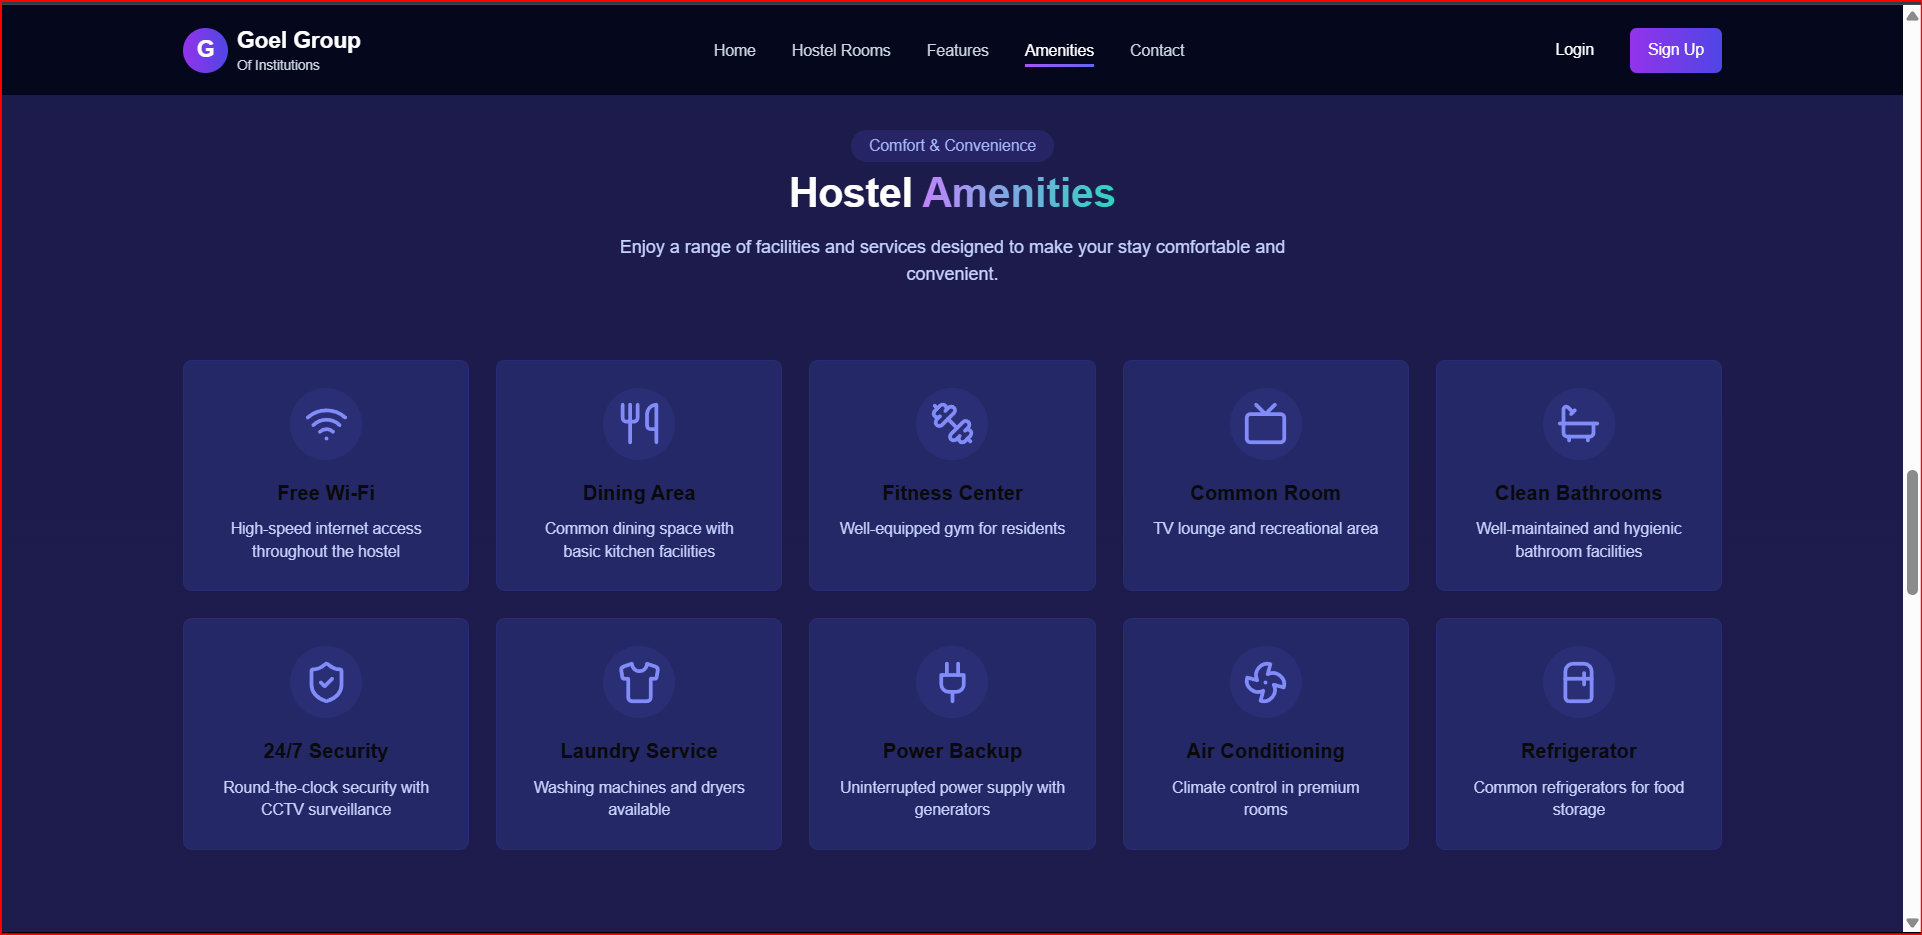 G
Goel Group
Of Institutions
Home
Hostel Rooms
Features
Amenities
Contact
Login
Sign Up
Comfort & Convenience
Hostel Amenities
Enjoy a range of facilities and services designed to make your stay comfortable and
convenient.
Free Wi-Fi
High-speed internet access
throughout the hostel
Dining Area
Common dining space with
basic kitchen facilities
Fitness Center
Well-equipped gym for residents
Common Room
TV lounge and recreational area
Clean Bathrooms
Well-maintained and hygienic
bathroom facilities
24/7 Security
Round-the-clock security with
CCTV surveillance
Laundry Service
Washing machines and dryers
available
Power Backup
Uninterrupted power supply with
generators
Air Conditioning
Climate control in premium
rooms
Refrigerator
Common refrigerators for food
storage